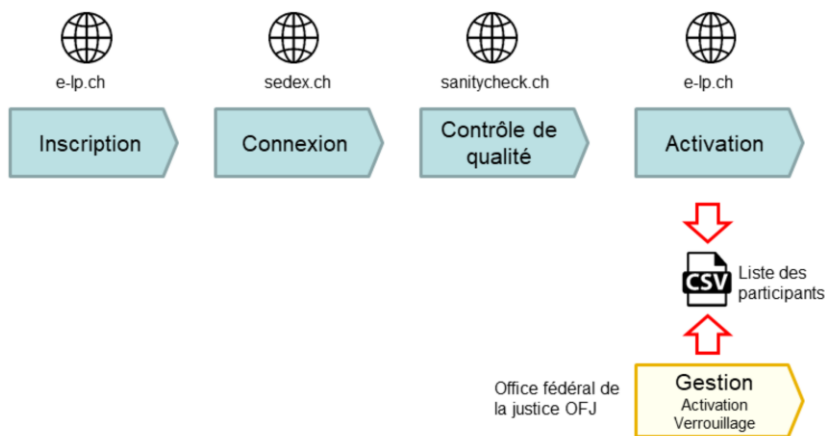 e-lp.ch
sedex.ch
sanitycheck.ch
e-lp.ch
Inscription
Connexion
Contrôle de
qualité
Activation
CSV
Liste des
participants
Office fédéral de
la justice OFJ
Gestion
Activation
Verrouillage